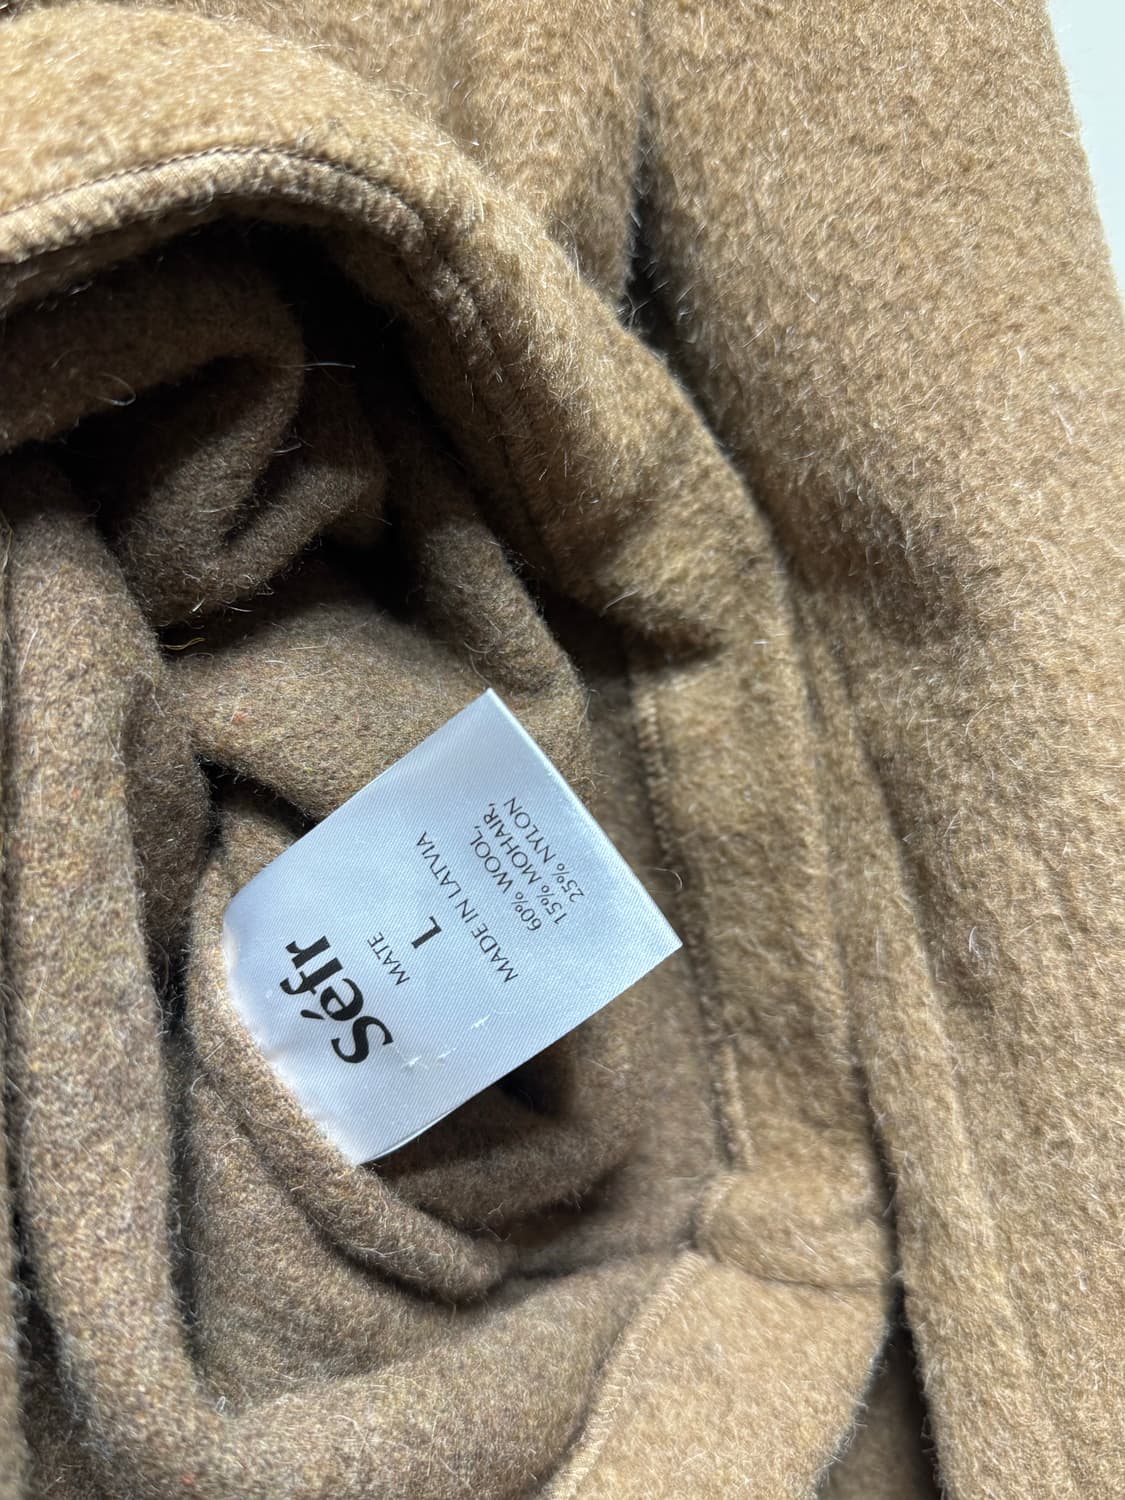 Séfr
MATE
L
MADE IN LATVIA
60% WOOL,
15% MOHAIR,
25% NYLON